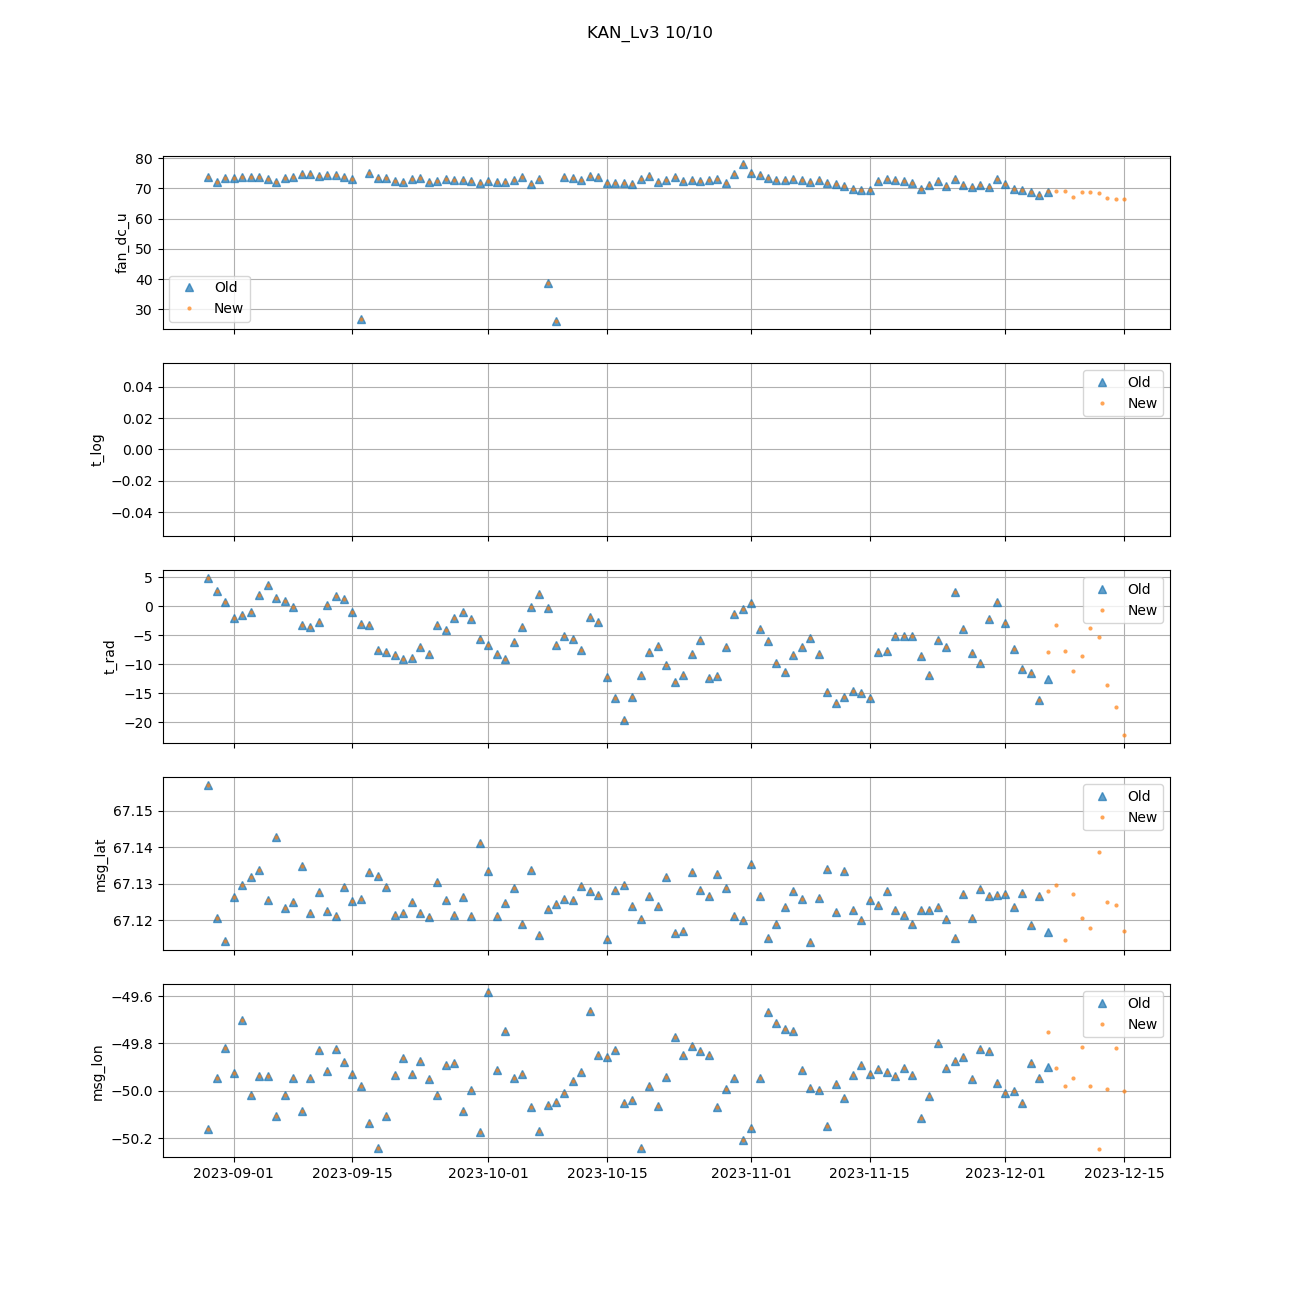 KAN_Lv3 10/10
80
70
60
50
40
30
fan_dc_u
Old
New
0.04
0.02
0.00
−0.02
−0.04
t_log
Old
New
5
0
−5
−10
−15
−20
t_rad
Old
New
67.15
67.14
67.13
67.12
msg_lat
Old
New
−49.6
−49.8
−50.0
−50.2
msg_lon
Old
New
2023-09-01 2023-09-15 2023-10-01 2023-10-15 2023-11-01 2023-11-15 2023-12-01 2023-12-15